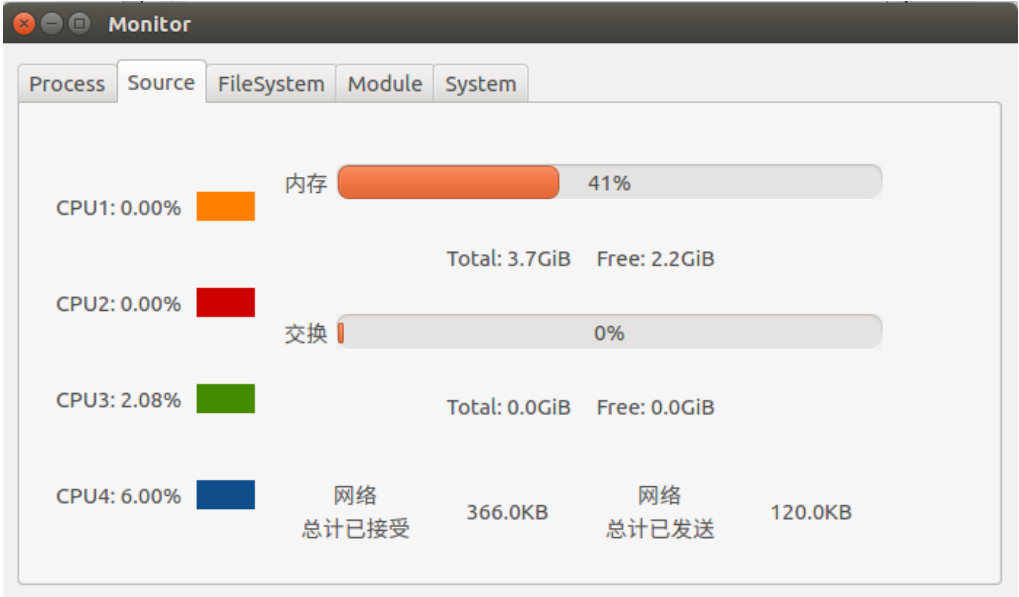 Monitor
Process Source FileSystem Module System
内存 41%
CPU1: 0.00%
Total: 3.7GiB Free: 2.2GiB
CPU2: 0.00%
交换 0%
CPU3: 2.08%
Total: 0.0GiB Free: 0.0GiB
CPU4: 6.00%
网络
总计已接受
366.0KB
网络
总计已发送
120.0KB